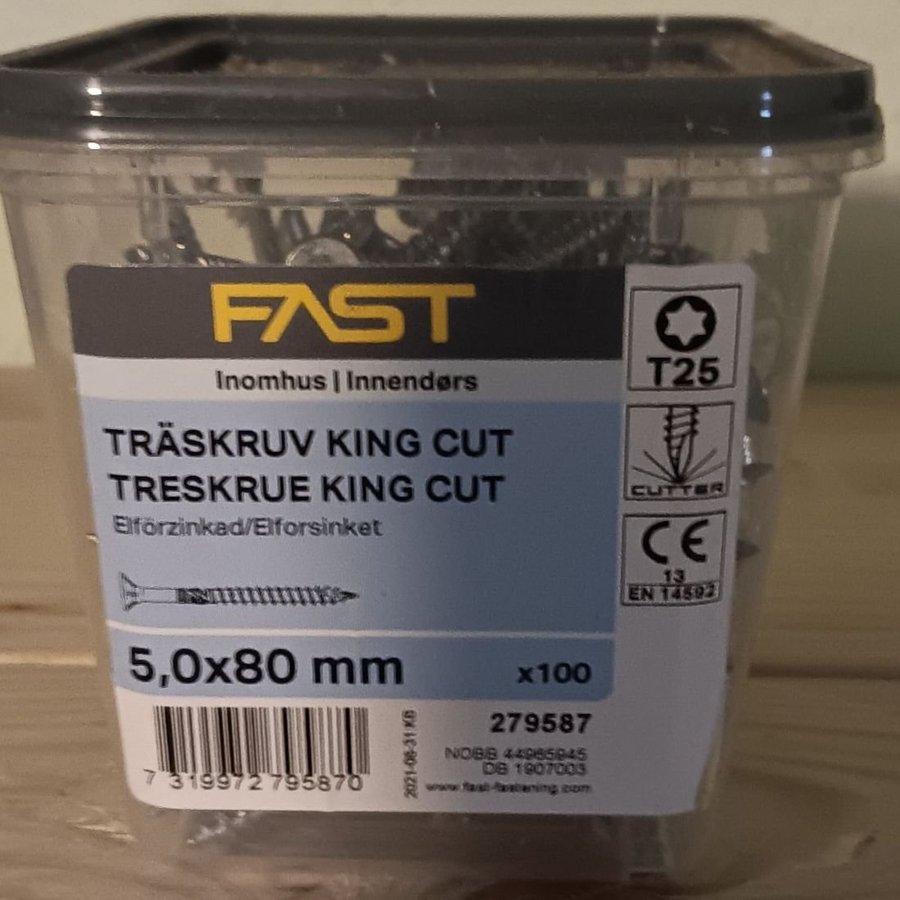 FAST
Inomhus | Innendørs
TRÄSKRUV KING CUT
TRESKRUE KING CUT
Elförzinkad/Elforsinket
5,0x80 mm
x100
T25
CUTTER
CE
13
EN 14592
7 319972 795870
2021-08-31 KB
279587
NOBB 44965945
DB 1907003
www.fast-fastening.com